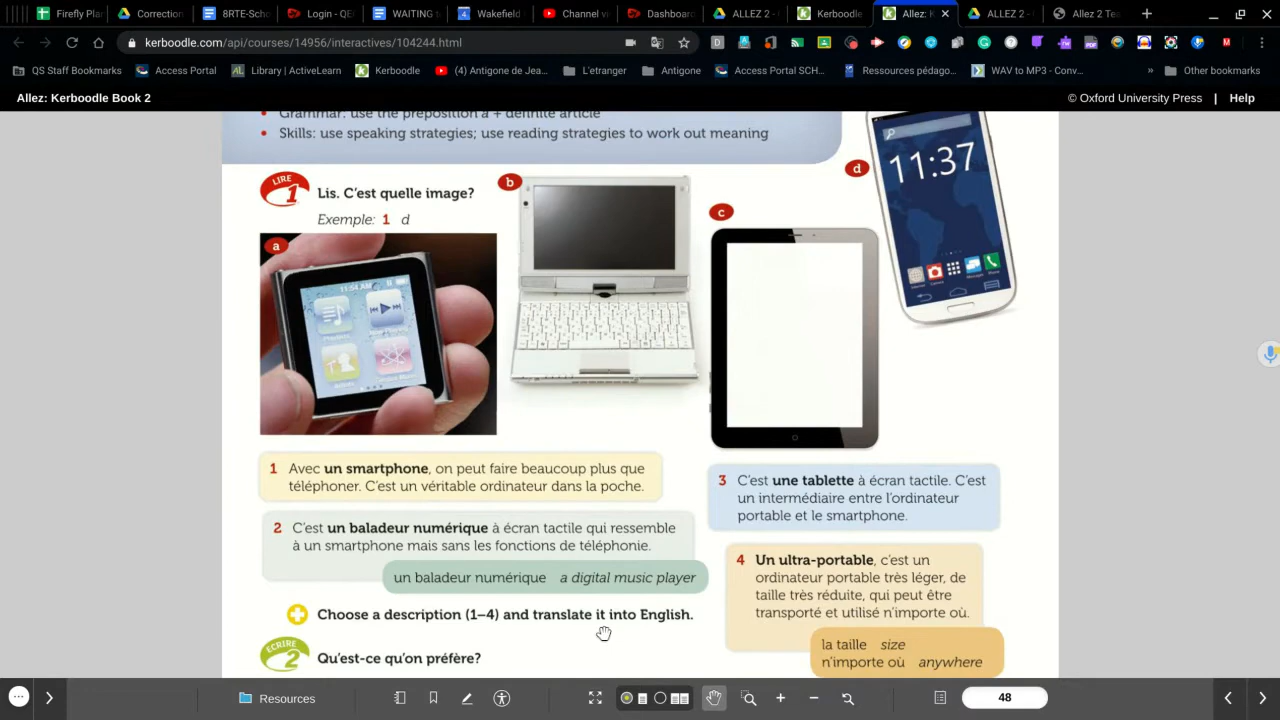 Firefly Pla
Correction
8RTE-Sch
Login - QE
WAITING
Wakefield
Channel vi
Dashboar
ALLEZ 2 -
Kerboodle
Allez: K
ALLEZ 2 -
Allez 2 Tea
kerboodle.com/api/courses/14956/interactives/104244.html
QS Staff Bookmarks
Access Portal
Library | ActiveLearn
Kerboodle
(4) Antigone de Jea...
L'etranger
Antigone
Access Portal SCH...
Ressources pédago...
WAV to MP3 - Conv...
»
Other bookmarks
Allez: Kerboodle Book 2
© Oxford University Press | Help
• Grammar: use the preposition à + definite article
• Skills: use speaking strategies; use reading strategies to work out meaning
LIRE
1
Lis. C'est quelle image?
Exemple: 1 d
a
11:54 AM
b
c
d
11:37
1 Avec un smartphone, on peut faire beaucoup plus que
téléphoner. C'est un véritable ordinateur dans la poche.
2 C'est un baladeur numérique à écran tactile qui ressemble
à un smartphone mais sans les fonctions de téléphonie.
un baladeur numérique a digital music player
3 C'est une tablette à écran tactile. C'est
un intermédiaire entre l'ordinateur
portable et le smartphone.
4 Un ultra-portable, c'est un
ordinateur portable très léger, de
taille très réduite, qui peut être
transporté et utilisé n'importe où.
la taille size
n'importe où anywhere
Choose a description (1–4) and translate it into English.
ECRIRE
2
Qu'est-ce qu'on préfère?
Resources
48